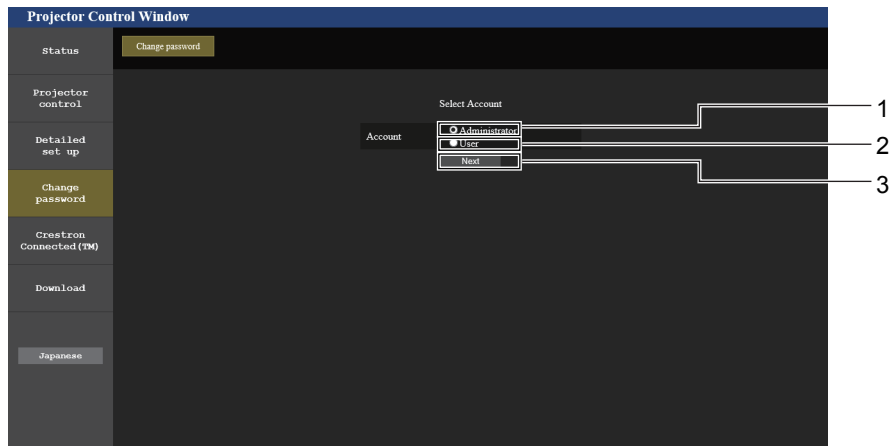 Projector Control Window
Status
Change password
Projector
control
Detailed
set up
Change
password
Crestron
Connected(TM)
Download
Japanese
Select Account
Account
Administrator
User
Next
1
2
3